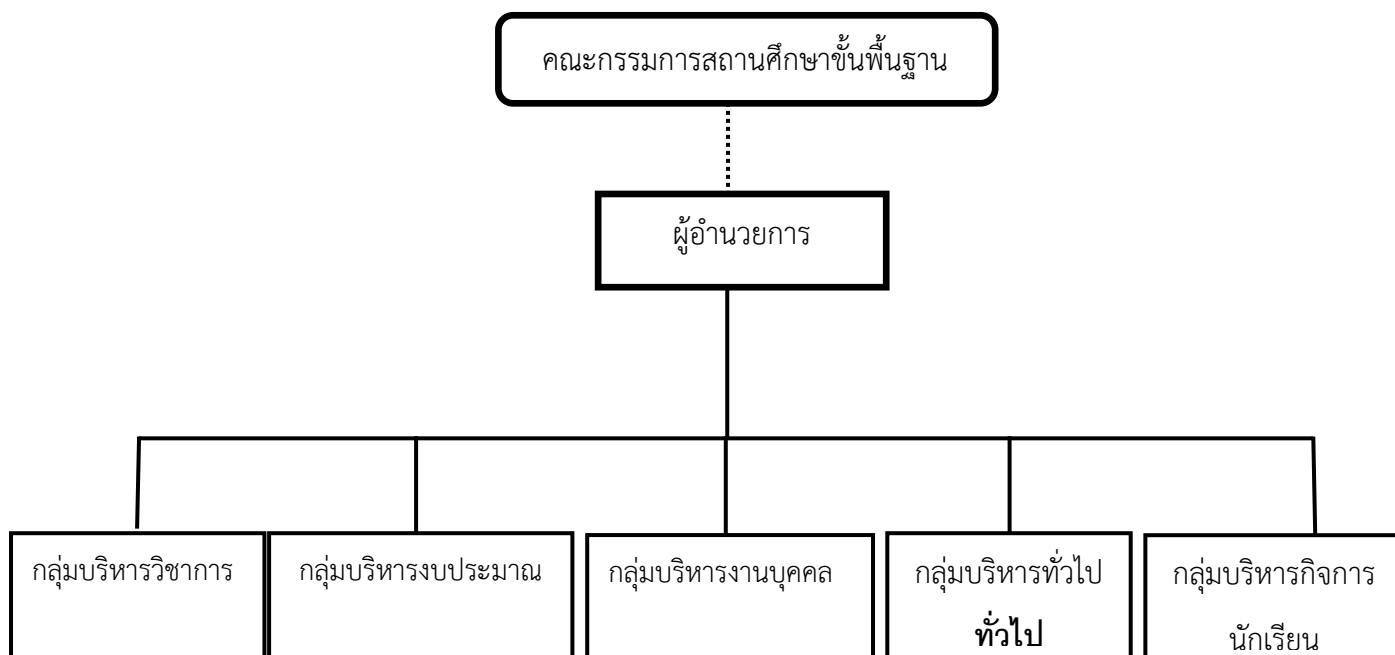 คณะกรรมการสถานศึกษาขั้นพื้นฐาน
ผู้อำนวยการ
กลุ่มบริหารวิชาการ
กลุ่มบริหารงบประมาณ
กลุ่มบริหารงานบุคคล
กลุ่มบริหารทั่วไป
ทั่วไป
กลุ่มบริหารกิจการ
นักเรียน